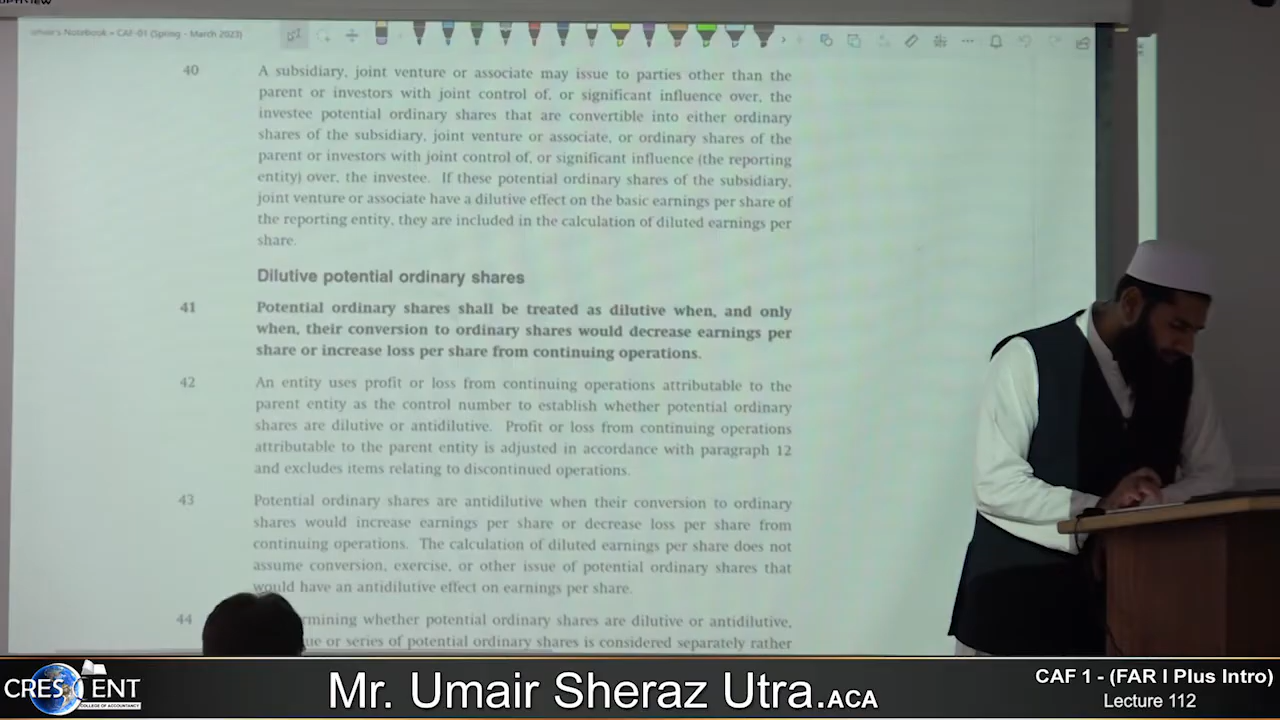 umair's Notebook » CAF-01 (Spring - March 2023)
40 A subsidiary, joint venture or associate may issue to parties other than the
parent or investors with joint control of, or significant influence over, the
investee potential ordinary shares that are convertible into either ordinary
shares of the subsidiary, joint venture or associate, or ordinary shares of the
parent or investors with joint control of, or significant influence (the reporting
entity) over, the investee. If these potential ordinary shares of the subsidiary,
joint venture or associate have a dilutive effect on the basic earnings per share of
the reporting entity, they are included in the calculation of diluted earnings per
share.
Dilutive potential ordinary shares
41 Potential ordinary shares shall be treated as dilutive when, and only
when, their conversion to ordinary shares would decrease earnings per
share or increase loss per share from continuing operations.
42 An entity uses profit or loss from continuing operations attributable to the
parent entity as the control number to establish whether potential ordinary
shares are dilutive or antidilutive. Profit or loss from continuing operations
attributable to the parent entity is adjusted in accordance with paragraph 12
and excludes items relating to discontinued operations.
43 Potential ordinary shares are antidilutive when their conversion to ordinary
shares would increase earnings per share or decrease loss per share from
continuing operations. The calculation of diluted earnings per share does not
assume conversion, exercise, or other issue of potential ordinary shares that
would have an antidilutive effect on earnings per share.
44 rmining whether potential ordinary shares are dilutive or antidilutive,
ue or series of potential ordinary shares is considered separately rather
CRESCENT
COLLEGE OF ACCOUNTANCY
Mr. Umair Sheraz Utra.ACA
CAF 1 - (FAR I Plus Intro)
Lecture 112